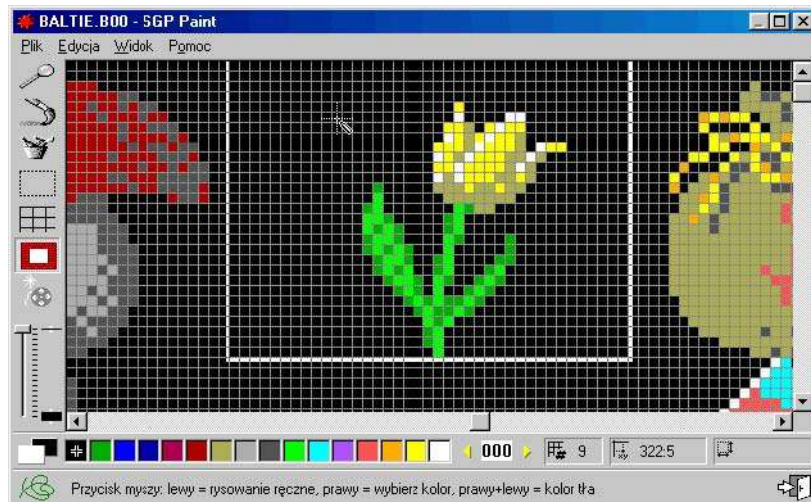 BALTIE.B00 - SGP Paint
Plik Edycja Widok Pomoc
000 9 322:5
Przycisk myszy: lewy = rysowanie ręczne, prawy = wybierz kolor, prawy+lewy = kolor tła